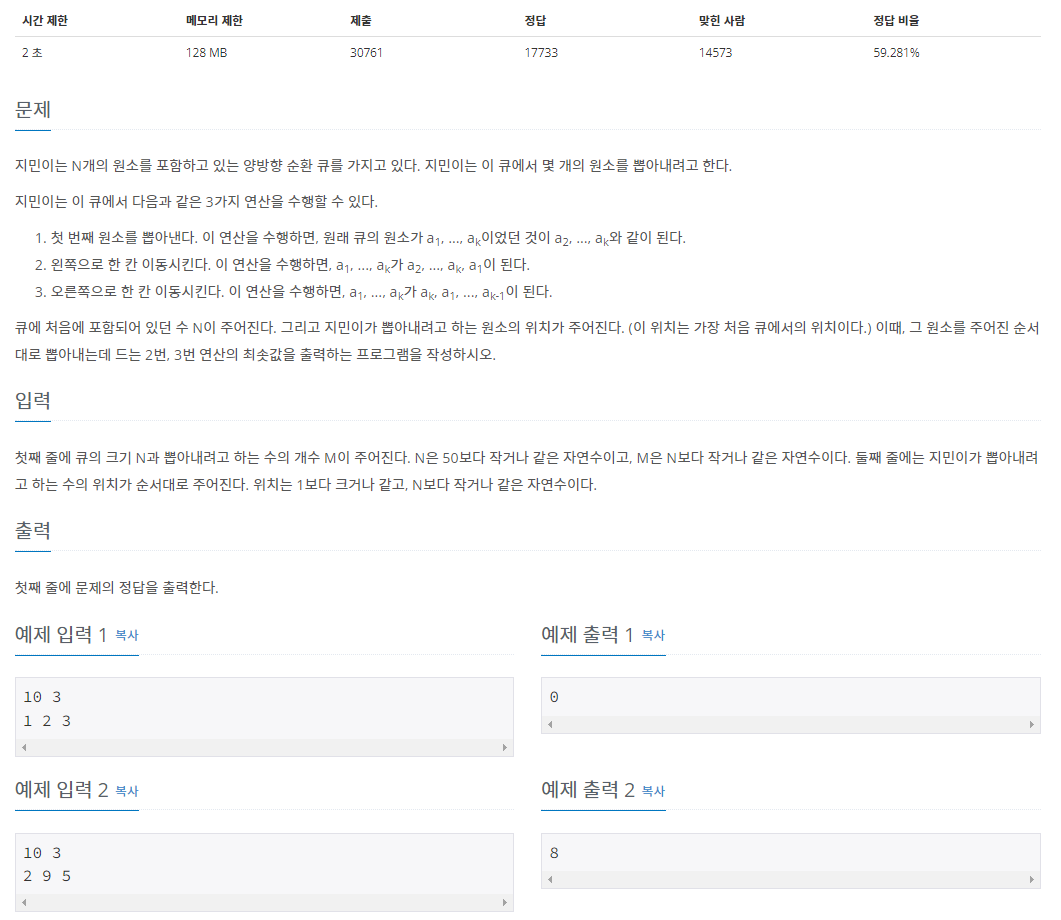 시간 제한 메모리 제한 제출 정답 맞힌 사람 정답 비율
2 초 128 MB 30761 17733 14573 59.281%
문제
지민이는 N개의 원소를 포함하고 있는 양방향 순환 큐를 가지고 있다. 지민이는 이 큐에서 몇 개의 원소를 뽑아내려고 한다.
지민이는 이 큐에서 다음과 같은 3가지 연산을 수행할 수 있다.
1. 첫 번째 원소를 뽑아낸다. 이 연산을 수행하면, 원래 큐의 원소가 a1, ..., ak이었던 것이 a2, ..., ak와 같이 된다.
2. 왼쪽으로 한 칸 이동시킨다. 이 연산을 수행하면, a1, ..., ak가 a2, ..., ak, a1이 된다.
3. 오른쪽으로 한 칸 이동시킨다. 이 연산을 수행하면, a1, ..., ak가 ak, a1, ..., ak-1이 된다.
큐에 처음에 포함되어 있던 수 N이 주어진다. 그리고 지민이가 뽑아내려고 하는 원소의 위치가 주어진다. (이 위치는 가장 처음 큐에서의 위치이다.) 이때, 그 원소를 주어진 순서
대로 뽑아내는데 드는 2번, 3번 연산의 최솟값을 출력하는 프로그램을 작성하시오.
입력
첫째 줄에 큐의 크기 N과 뽑아내려고 하는 수의 개수 M이 주어진다. N은 50보다 작거나 같은 자연수이고, M은 N보다 작거나 같은 자연수이다. 둘째 줄에는 지민이가 뽑아내려
고 하는 수의 위치가 순서대로 주어진다. 위치는 1보다 크거나 같고, N보다 작거나 같은 자연수이다.
출력
첫째 줄에 문제의 정답을 출력한다.
예제 입력 1 복사 예제 출력 1 복사
10 3 0
1 2 3
예제 입력 2 복사 예제 출력 2 복사
10 3 8
2 9 5